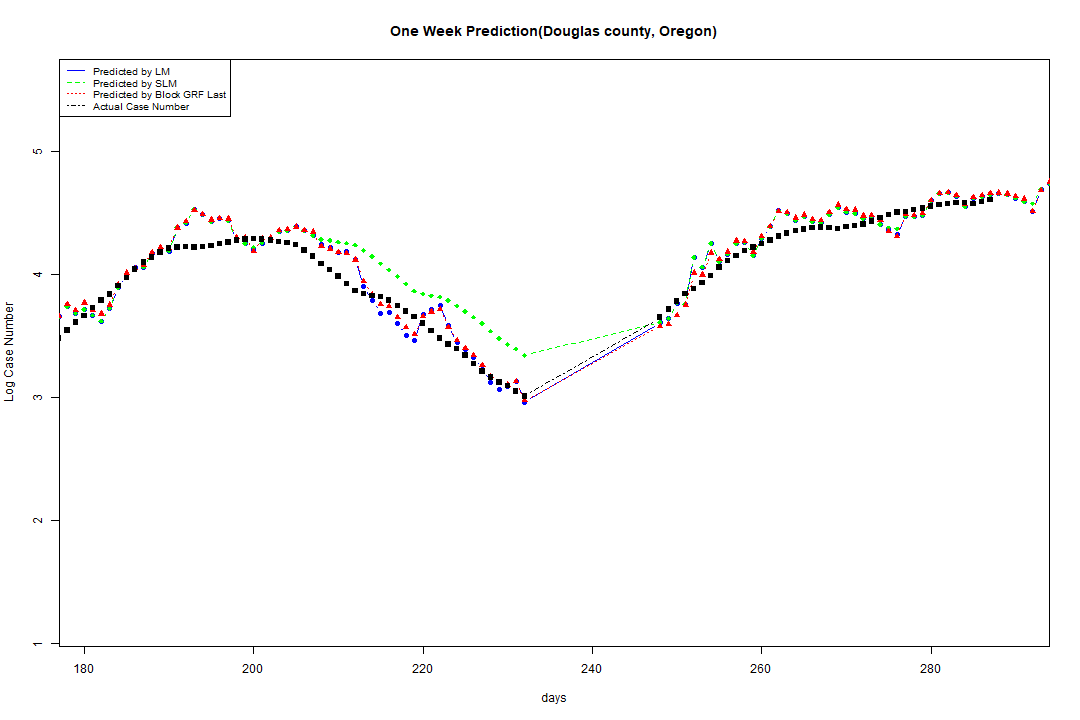 One Week Prediction(Douglas county, Oregon)
Predicted by LM
Predicted by SLM
Predicted by Block GRF Last
Actual Case Number
5
4
3
2
1
Log Case Number
180 200 220 240 260 280
days